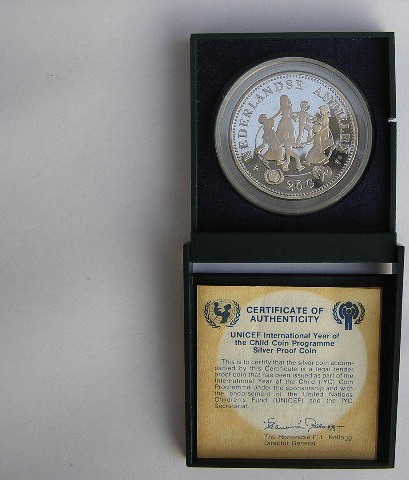 NEDERLANDSE ANTILLEN
25 G
CERTIFICATE OF
AUTHENTICITY
UNICEF International Year of
the Child Coin Programme
Silver Proof Coin
This is to certify that the silver coin accom-
panied by this Certificate is a legal tender
proof coin that has been issued as part of the
International Year of the Child (IYC) Coin
Programme under the sponsorship and with
the endorsement of the United Nations
Children's Fund (UNICEF) and the IYC
Secretariat.
The Honorable F. L. Kellogg
Director General